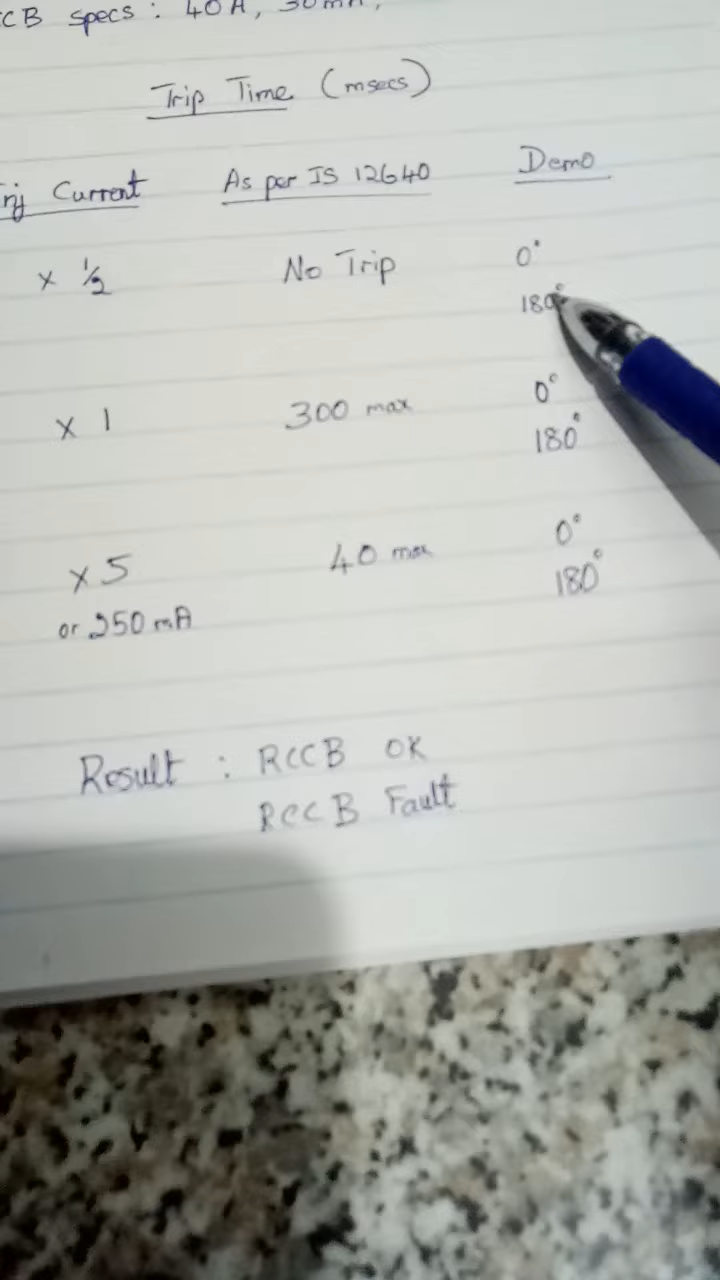 CB specs : 40A, 30mA,
Trip Time (msecs)
Current As per IS 12640 Demo
x 1/2 No Trip 0°
180°
x 1 300 max 0°
180°
x 5 40 max 0°
or 250 mA 180°
Result : RCCB OK
RCCB Fault